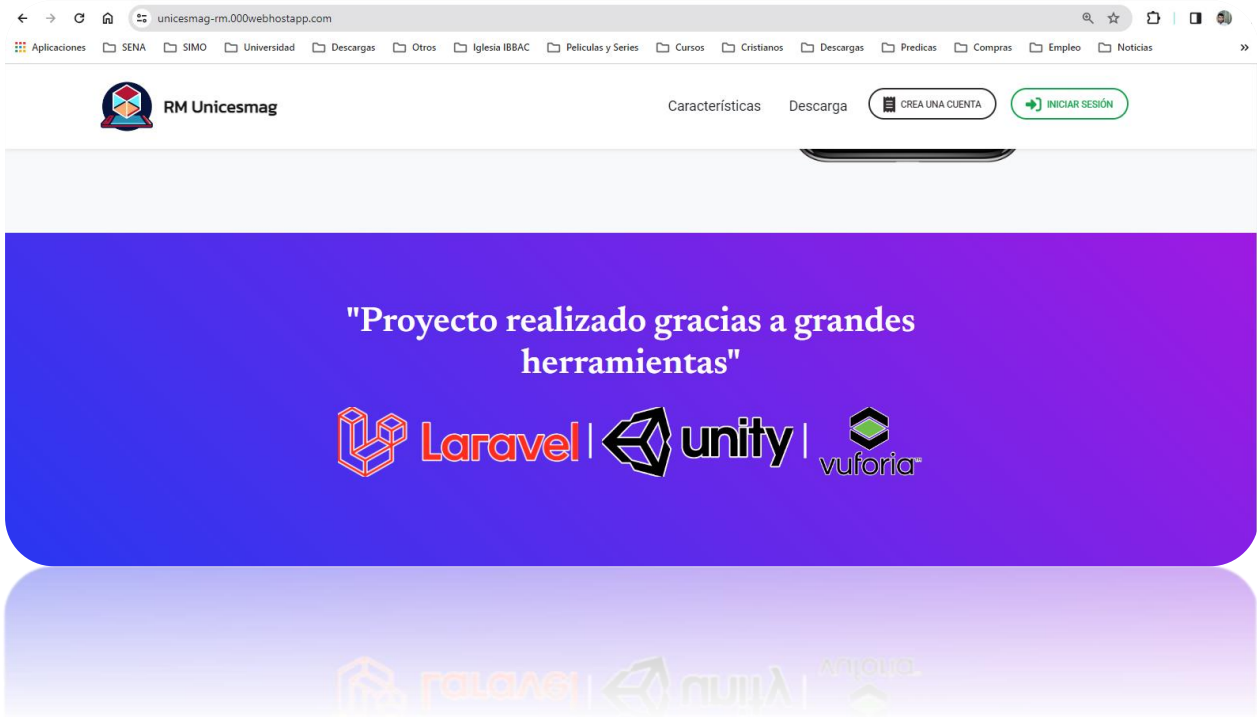 unicesmag-rm.000webhostapp.com
Aplicaciones SENA SIMO Universidad Descargas Otros Iglesia IBBAC Peliculas y Series Cursos Cristianos Descargas Predicas Compras Empleo Noticias »
RM Unicesmag Características Descarga CREA UNA CUENTA INICIAR SESIÓN
"Proyecto realizado gracias a grandes
herramientas"
Laravel | unity | vuforia™